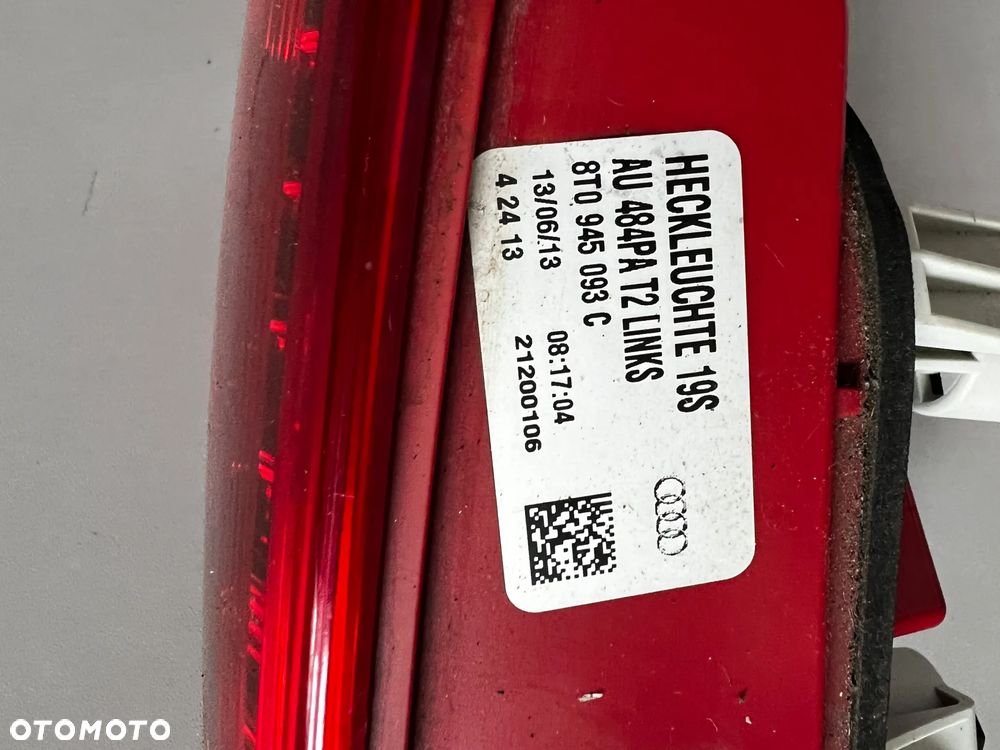 HECKLEUCHTE 19S
AU 484PA T2 LINKS
8T0 945 093 C
13/06/13 08:17:04
4 24 13 21200106
OTOMOTO